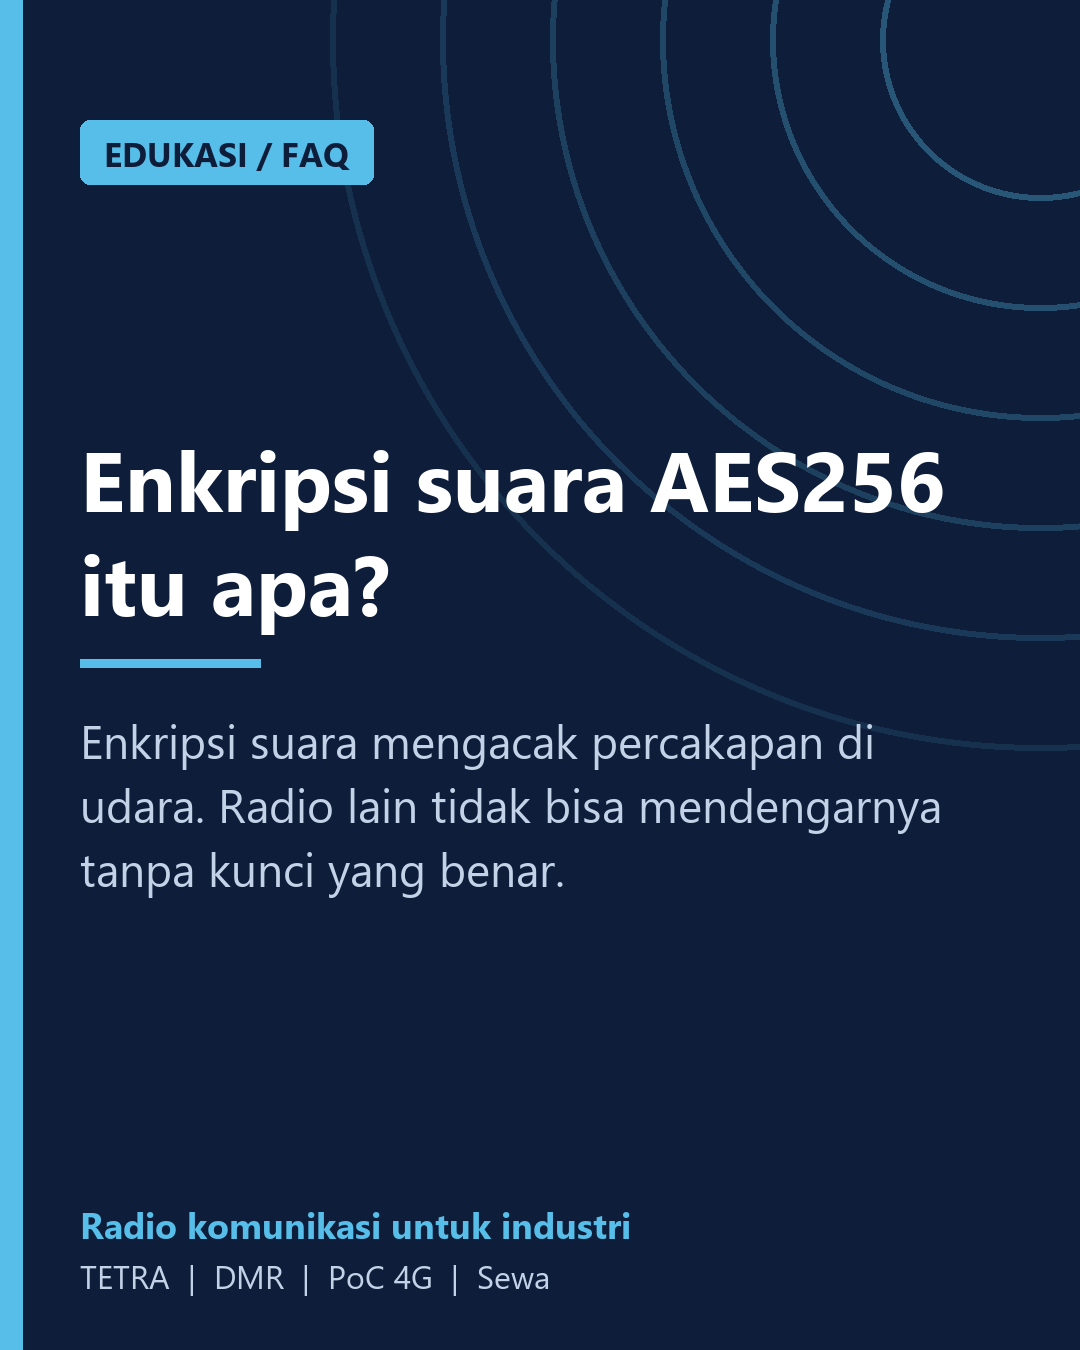 EDUKASI / FAQ
Enkripsi suara AES256
itu apa?
Enkripsi suara mengacak percakapan di
udara. Radio lain tidak bisa mendengarnya
tanpa kunci yang benar.
Radio komunikasi untuk industri
TETRA | DMR | PoC 4G | Sewa